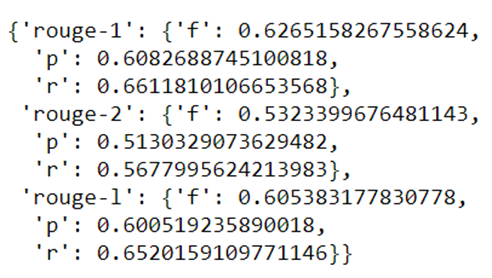 {'rouge-1': {'f': 0.6265158267558624,
'p': 0.6082688745100818,
'r': 0.6611810106653568},
'rouge-2': {'f': 0.5323399676481143,
'p': 0.5130329073629482,
'r': 0.5677995624213983},
'rouge-l': {'f': 0.605383177830778,
'p': 0.600519235890018,
'r': 0.6520159109771146}}